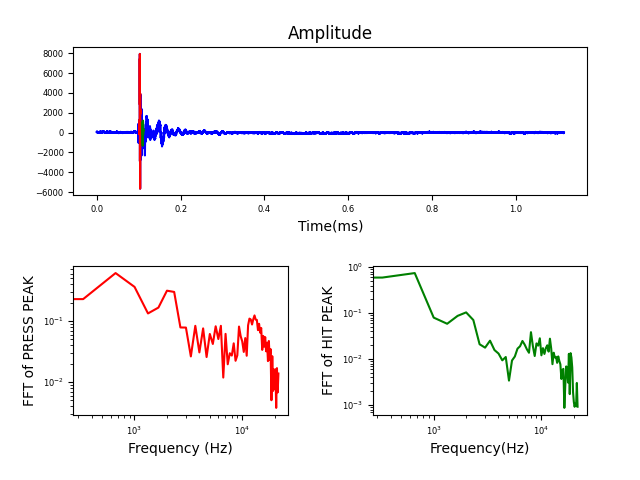 Amplitude
8000
6000
4000
2000
0
−2000
−4000
−6000
0.0 0.2 0.4 0.6 0.8 1.0
Time(ms)
FFT of PRESS PEAK
10⁻¹
10⁻²
10³ 10⁴
Frequency (Hz)
FFT of HIT PEAK
10⁰
10⁻¹
10⁻²
10⁻³
10³ 10⁴
Frequency(Hz)